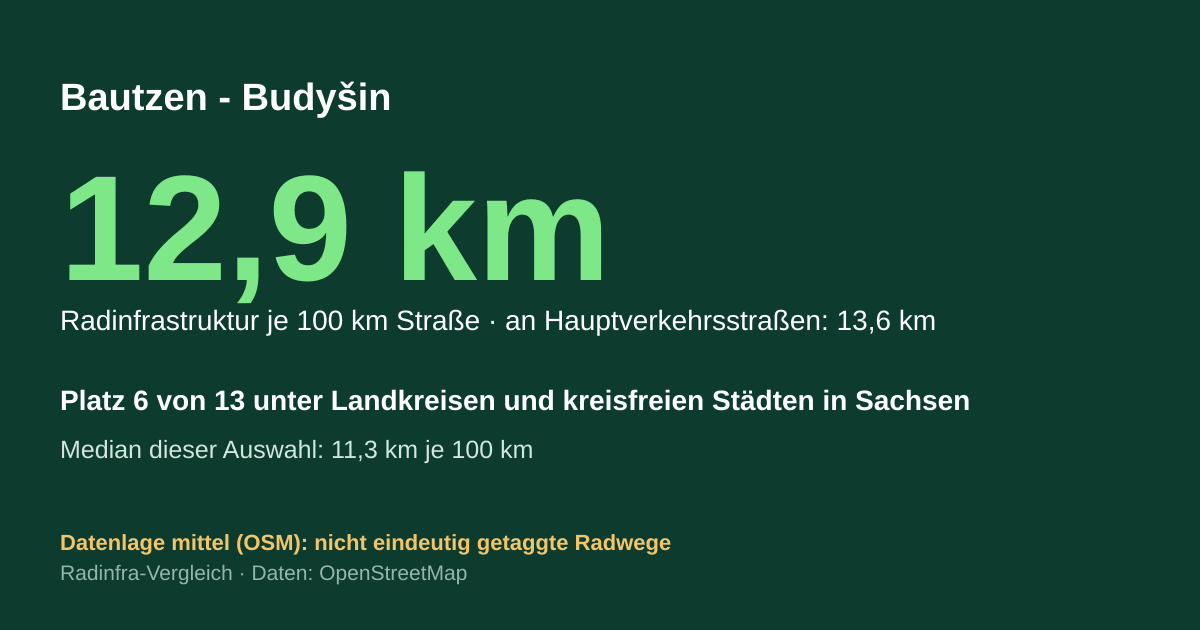 Bautzen - Budyšin
12,9 km
Radinfrastruktur je 100 km Straße · an Hauptverkehrsstraßen: 13,6 km
Platz 6 von 13 unter Landkreisen und kreisfreien Städten in Sachsen
Median dieser Auswahl: 11,3 km je 100 km
Datenlage mittel (OSM): nicht eindeutig getaggte Radwege
Radinfra-Vergleich · Daten: OpenStreetMap